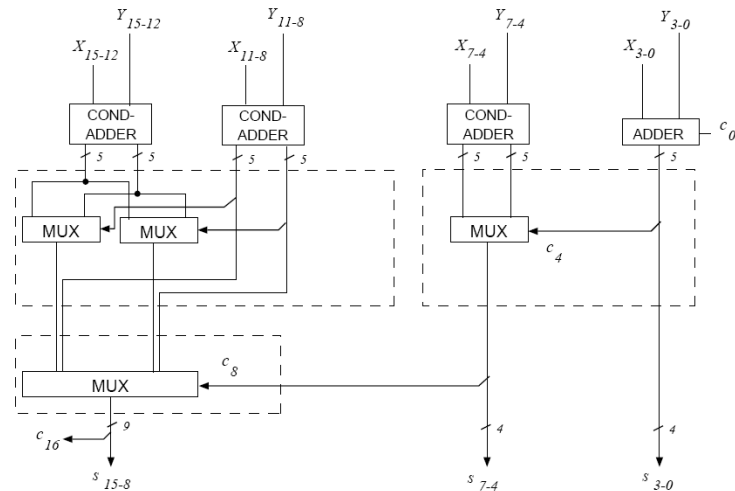 Y15-12 Y11-8 Y7-4 Y3-0
X15-12 X11-8 X7-4 X3-0
COND-
ADDER
COND-
ADDER
COND-
ADDER
ADDER
c0
5 5 5 5 5 5 5
MUX MUX MUX
c4
c8
MUX
9 4 4
c16
s15-8 s7-4 s3-0